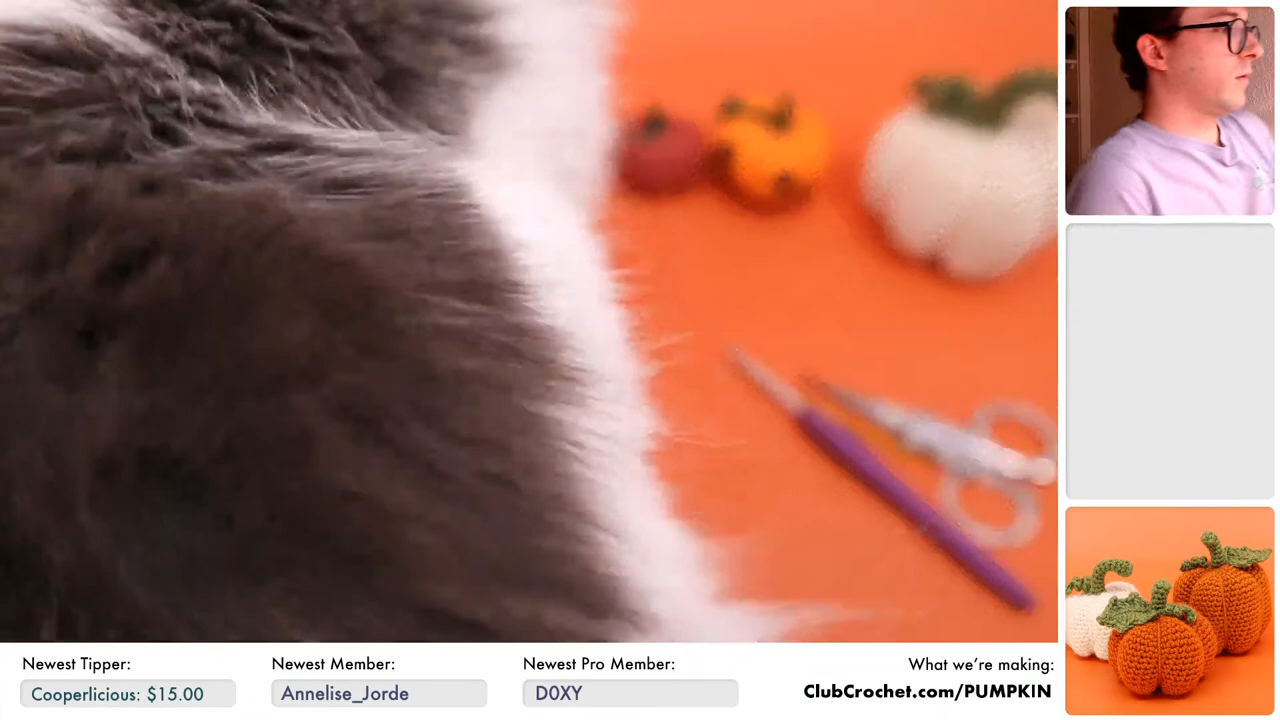 Newest Tipper:
Cooperlicious: $15.00
Newest Member:
Annelise_Jorde
Newest Pro Member:
D0XY
What we're making:
ClubCrochet.com/PUMPKIN